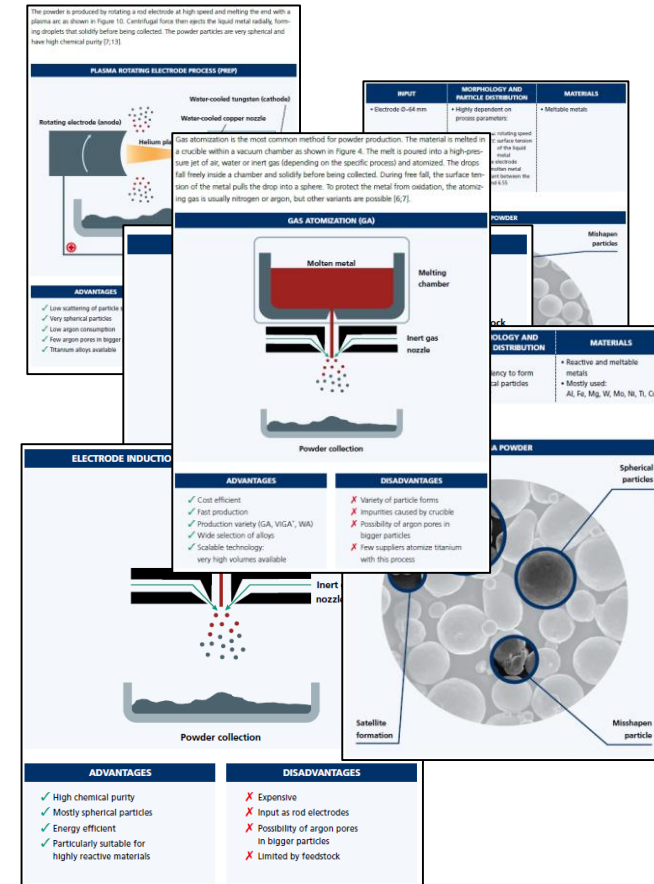 The powder is produced by rotating a rod electrode at high speed and melting the end with a
plasma arc as shown in Figure 10. Centrifugal force then ejects the liquid metal radially, form-
ing droplets that solidify before being collected. The powder particles are very spherical and
have high chemical purity [7;13].
PLASMA ROTATING ELECTRODE PROCESS (PREP)
Water-cooled tungsten (cathode)
Water-cooled copper nozzle
Rotating electrode (anode)
Helium
ADVANTAGES
✓ Low scattering of particle
✓ Very spherical particles
✓ Low argon consumption
✓ Few argon pores in bigger
✓ Titanium alloys available
INPUT
MORPHOLOGY AND
PARTICLE DISTRIBUTION
MATERIALS
• Electrode Ø~64 mm
• Highly dependent on
process parameters:
• Meltable metals
rotating speed
surface tension
of the liquid
metal
electrode
molten metal
between the
POWDER
Mishapen
particles
Gas atomization is the most common method for powder production. The material is melted in
a crucible within a vacuum chamber as shown in Figure 4. The melt is poured into a high-pres-
sure jet of air, water or inert gas (depending on the specific process) and atomized. The drops
fall freely inside a chamber and solidify before being collected. During free fall, the surface ten-
sion of the metal pulls the drop into a sphere. To protect the metal from oxidation, the atomiz-
ing gas is usually nitrogen or argon, but other variants are possible [6;7].
GAS ATOMIZATION (GA)
Molten metal
Melting
chamber
Inert gas
nozzle
Powder collection
ADVANTAGES
✓ Cost efficient
✓ Fast production
✓ Production variety (GA, VIGA*, WA)
✓ Wide selection of alloys
✓ Scalable technology:
very high volumes available
DISADVANTAGES
✗ Variety of particle forms
✗ Impurities caused by crucible
✗ Possibility of argon pores in
bigger particles
✗ Few suppliers atomize titanium
with this process
AND
DISTRIBUTION
MATERIALS
to form
particles
• Reactive and meltable
metals
• Mostly used:
Al, Fe, Mg, W, Mo, Ni, Ti,
POWDER
Spherical
particles
Satellite
formation
Misshapen
particle
ELECTRODE
Inert
Powder collection
ADVANTAGES
✓ High chemical purity
✓ Mostly spherical particles
✓ Energy efficient
✓ Particularly suitable for
highly reactive materials
DISADVANTAGES
✗ Expensive
✗ Input as rod electrodes
✗ Possibility of argon pores
in bigger particles
✗ Limited by feedstock